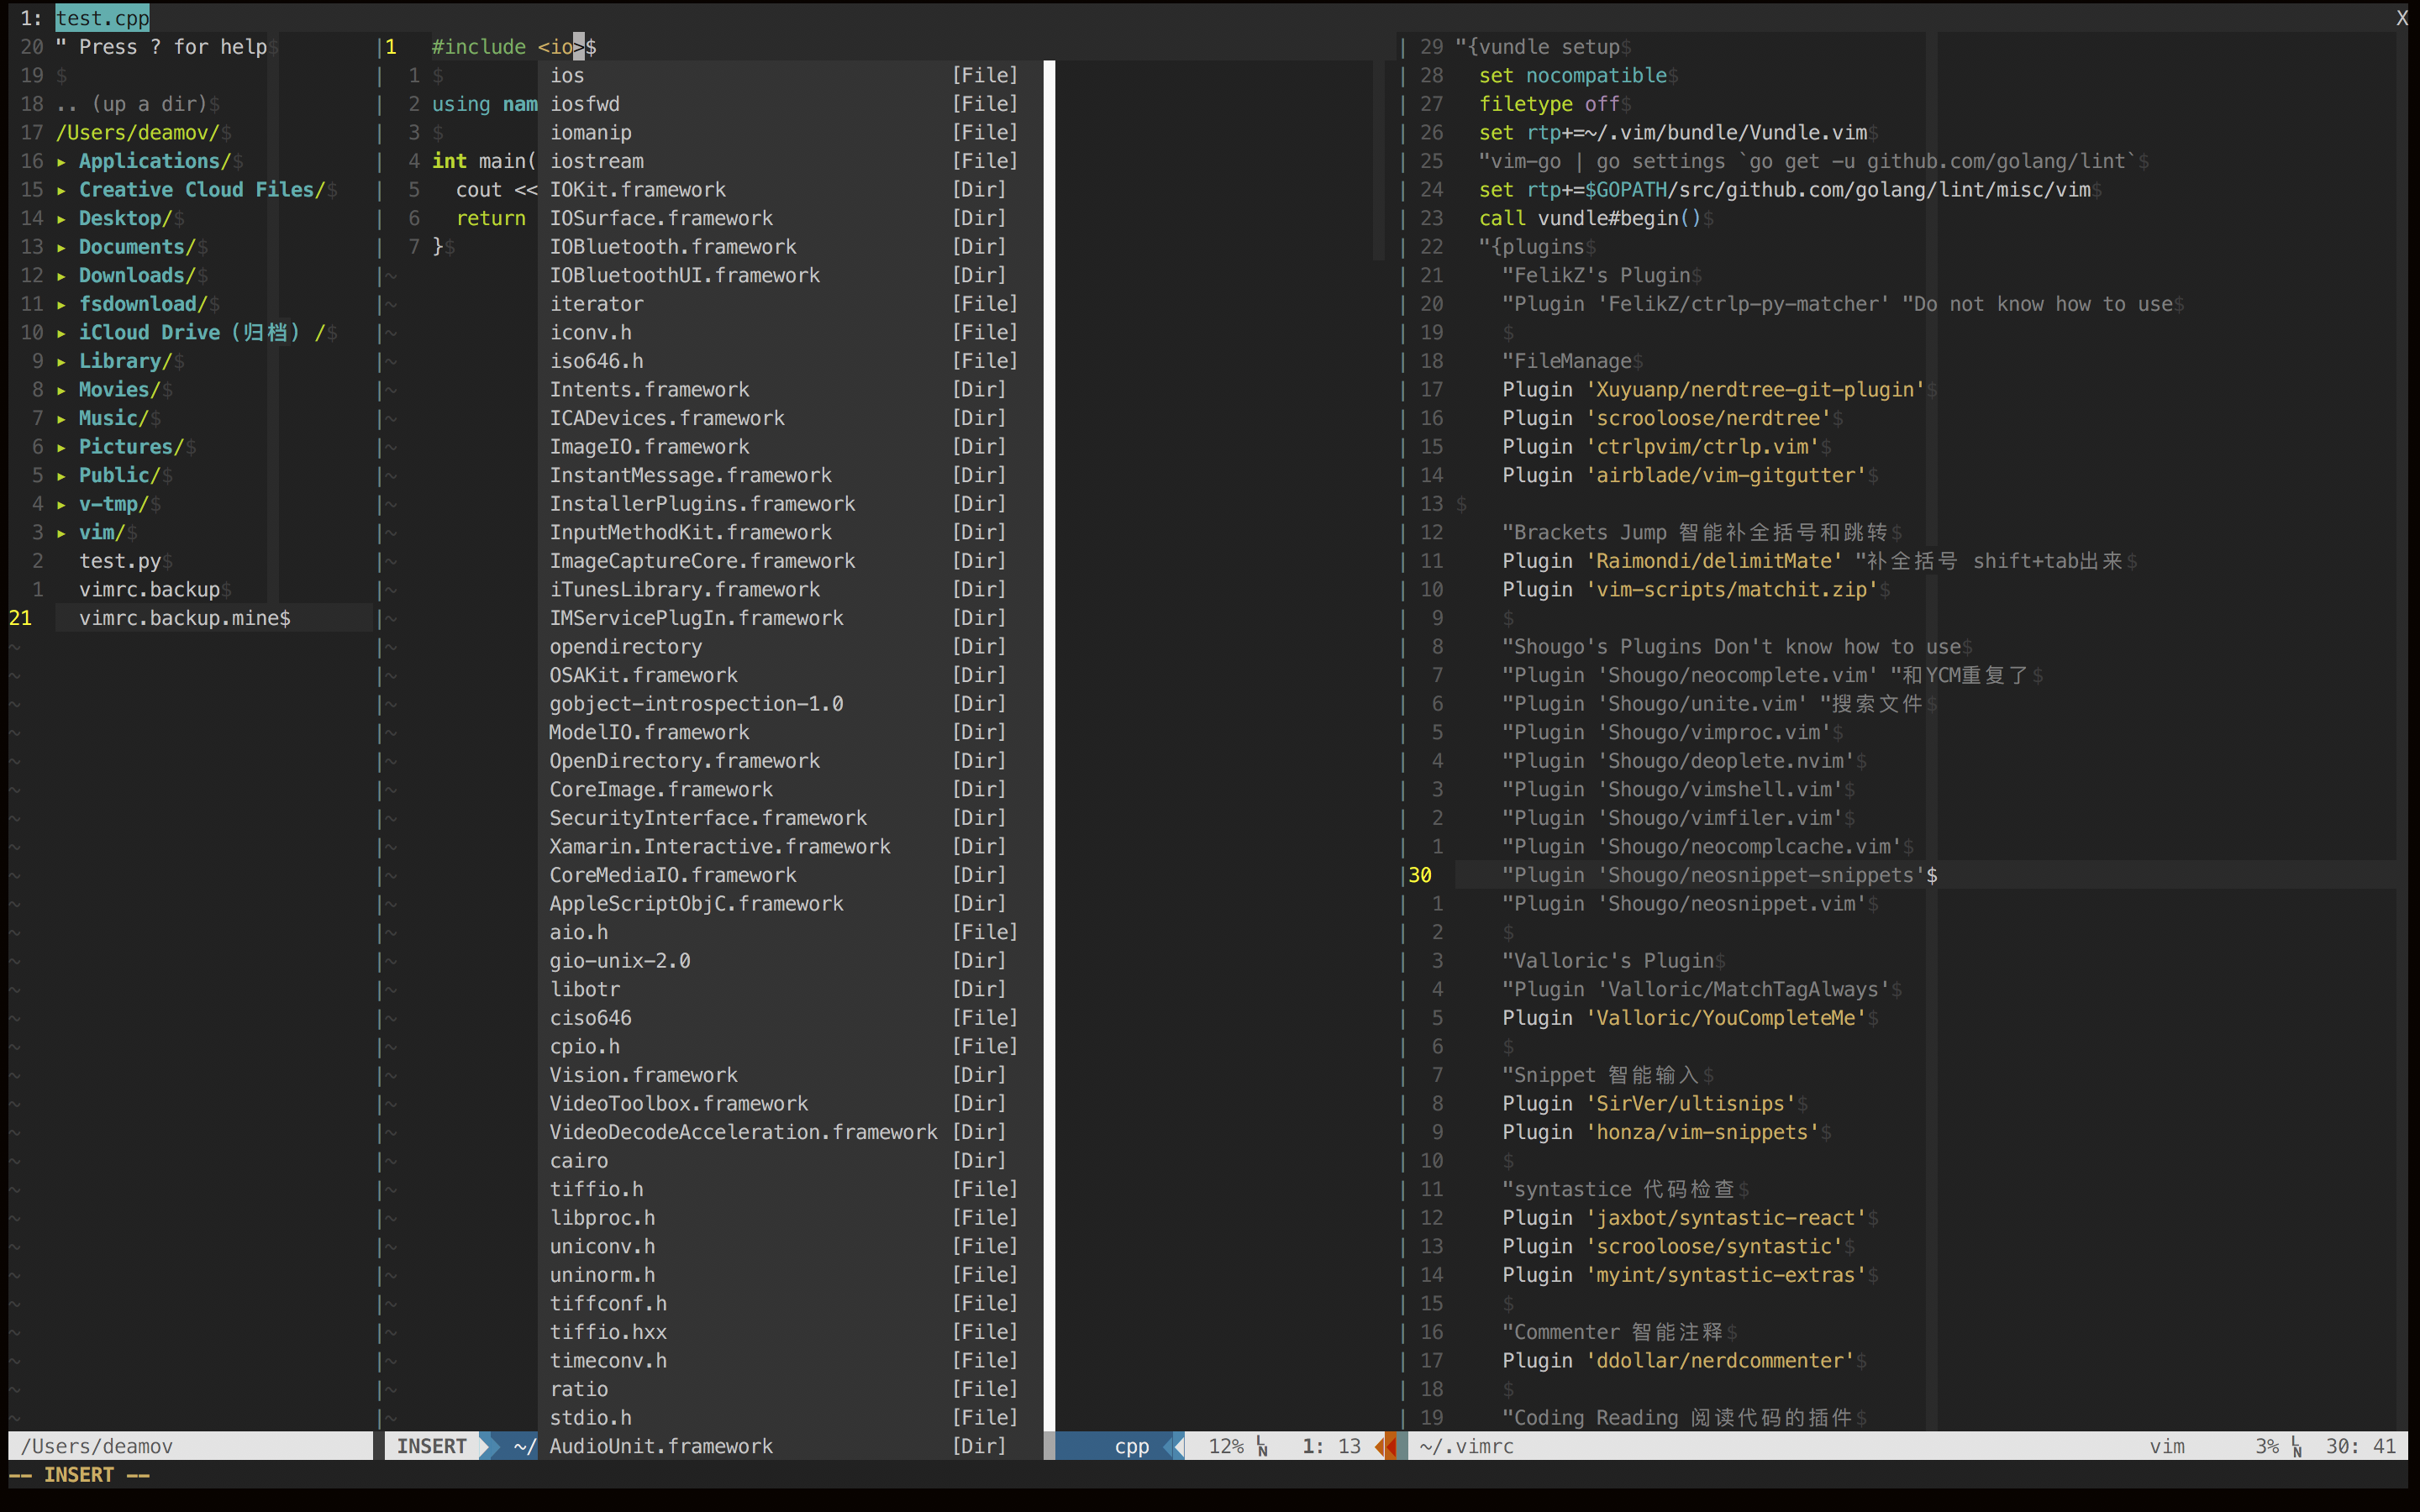 1: test.cpp X
20 " Press ? for help$
19 $
18 .. (up a dir)$
17 /Users/deamov/$
16 ▸ Applications/$
15 ▸ Creative Cloud Files/$
14 ▸ Desktop/$
13 ▸ Documents/$
12 ▸ Downloads/$
11 ▸ fsdownload/$
10 ▸ iCloud Drive（归档）/$
9 ▸ Library/$
8 ▸ Movies/$
7 ▸ Music/$
6 ▸ Pictures/$
5 ▸ Public/$
4 ▸ v-tmp/$
3 ▸ vim/$
2 test.py$
1 vimrc.backup$
21 vimrc.backup.mine$
1 #include <io>$
1 $
2 using nam
3 $
4 int main(
5 cout <<
6 return
7 }$
ios [File]
iosfwd [File]
iomanip [File]
iostream [File]
IOKit.framework [Dir]
IOSurface.framework [Dir]
IOBluetooth.framework [Dir]
IOBluetoothUI.framework [Dir]
iterator [File]
iconv.h [File]
iso646.h [File]
Intents.framework [Dir]
ICADevices.framework [Dir]
ImageIO.framework [Dir]
InstantMessage.framework [Dir]
InstallerPlugins.framework [Dir]
InputMethodKit.framework [Dir]
ImageCaptureCore.framework [Dir]
iTunesLibrary.framework [Dir]
IMServicePlugIn.framework [Dir]
opendirectory [Dir]
OSAKit.framework [Dir]
gobject-introspection-1.0 [Dir]
ModelIO.framework [Dir]
OpenDirectory.framework [Dir]
CoreImage.framework [Dir]
SecurityInterface.framework [Dir]
Xamarin.Interactive.framework [Dir]
CoreMediaIO.framework [Dir]
AppleScriptObjC.framework [Dir]
aio.h [File]
gio-unix-2.0 [Dir]
libotr [Dir]
ciso646 [File]
cpio.h [File]
Vision.framework [Dir]
VideoToolbox.framework [Dir]
VideoDecodeAcceleration.framework [Dir]
cairo [Dir]
tiffio.h [File]
libproc.h [File]
uniconv.h [File]
uninorm.h [File]
tiffconf.h [File]
tiffio.hxx [File]
timeconv.h [File]
ratio [File]
stdio.h [File]
AudioUnit.framework [Dir]
29 "{vundle setup$
28 set nocompatible$
27 filetype off$
26 set rtp+=~/.vim/bundle/Vundle.vim$
25 "vim-go | go settings `go get -u github.com/golang/lint`$
24 set rtp+=$GOPATH/src/github.com/golang/lint/misc/vim$
23 call vundle#begin()$
22 "{plugins$
21 "FelikZ's Plugin$
20 "Plugin 'FelikZ/ctrlp-py-matcher' "Do not know how to use$
19 $
18 "FileManage$
17 Plugin 'Xuyuanp/nerdtree-git-plugin'$
16 Plugin 'scrooloose/nerdtree'$
15 Plugin 'ctrlpvim/ctrlp.vim'$
14 Plugin 'airblade/vim-gitgutter'$
13 $
12 "Brackets Jump 智能补全括号和跳转$
11 Plugin 'Raimondi/delimitMate' "补全括号 shift+tab出来$
10 Plugin 'vim-scripts/matchit.zip'$
9 $
8 "Shougo's Plugins Don't know how to use$
7 "Plugin 'Shougo/neocomplete.vim' "和YCM重复了$
6 "Plugin 'Shougo/unite.vim' "搜索文件$
5 "Plugin 'Shougo/vimproc.vim'$
4 "Plugin 'Shougo/deoplete.nvim'$
3 "Plugin 'Shougo/vimshell.vim'$
2 "Plugin 'Shougo/vimfiler.vim'$
1 "Plugin 'Shougo/neocomplcache.vim'$
30 "Plugin 'Shougo/neosnippet-snippets'$
1 "Plugin 'Shougo/neosnippet.vim'$
2 $
3 "Valloric's Plugin$
4 "Plugin 'Valloric/MatchTagAlways'$
5 Plugin 'Valloric/YouCompleteMe'$
6 $
7 "Snippet 智能输入$
8 Plugin 'SirVer/ultisnips'$
9 Plugin 'honza/vim-snippets'$
10 $
11 "syntastice 代码检查$
12 Plugin 'jaxbot/syntastic-react'$
13 Plugin 'scrooloose/syntastic'$
14 Plugin 'myint/syntastic-extras'$
15 $
16 "Commenter 智能注释$
17 Plugin 'ddollar/nerdcommenter'$
18 $
19 "Coding Reading 阅读代码的插件$
/Users/deamov INSERT ~/ cpp 12% LN 1: 13 ~/.vimrc vim 3% LN 30: 41
-- INSERT --